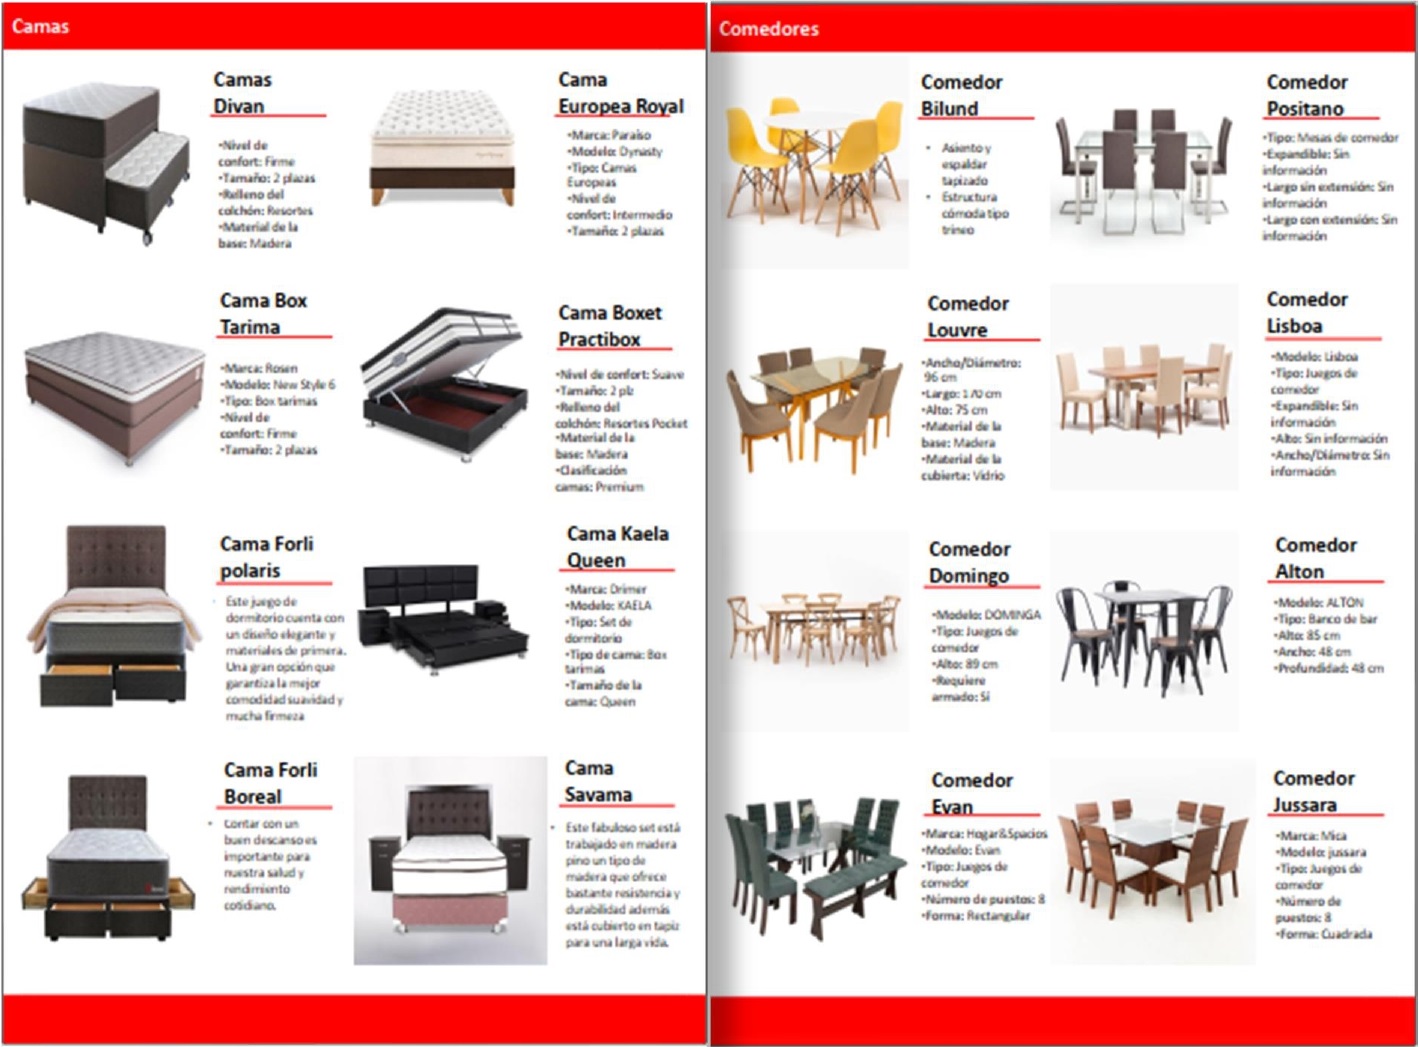 Camas
Camas
Divan
•Nivel de
confort: Firme
•Tamaño: 2 plazas
•Relleno del
colchón: Resortes
•Material de la
base: Madera
Cama
Europea Royal
•Marca: Paraíso
•Modelo: Dynasty
•Tipo: Camas
Europeas
•Nivel de
confort: Intermedio
•Tamaño: 2 plazas
Cama Box
Tarima
•Marca: Rosen
•Modelo: New Style 6
•Tipo: Box tarimas
•Nivel de
confort: Firme
•Tamaño: 2 plazas
Cama Boxet
Practibox
•Nivel de confort: Suave
•Tamaño: 2 plz
•Relleno del
colchón: Resortes Pocket
•Material de la
base: Madera
•Clasificación
camas: Premium
Cama Forli
polaris
• Este juego de
dormitorio cuenta con
un diseño elegante y
materiales de primera.
Una gran opción que
garantiza la mejor
comodidad suavidad y
mucha firmeza
Cama Kaela
Queen
•Marca: Drimer
•Modelo: KAELA
•Tipo: Set de
dormitorio
•Tipo de cama: Box
tarimas
•Tamaño de la
cama: Queen
Cama Forli
Boreal
• Contar con un
buen descanso es
importante para
nuestra salud y
rendimiento
cotidiano.
Cama
Savama
• Este fabuloso set está
trabajado en madera
pino un tipo de
madera que ofrece
bastante resistencia y
durabilidad además
está cubierto en tapiz
para una larga vida.
Comedores
Comedor
Bilund
• Asiento y
espaldar
tapizado
• Estructura
cómoda tipo
trineo
Comedor
Positano
•Tipo: Mesas de comedor
•Expandible: Sin
información
•Largo sin extensión: Sin
información
•Largo con extensión: Sin
información
Comedor
Louvre
•Ancho/Diámetro:
96 cm
•Largo: 170 cm
•Alto: 75 cm
•Material de la
base: Madera
•Material de la
cubierta: Vidrio
Comedor
Lisboa
•Modelo: Lisboa
•Tipo: Juegos de
comedor
•Expandible: Sin
información
•Alto: Sin información
•Ancho/Diámetro: Sin
información
Comedor
Domingo
•Modelo: DOMINGA
•Tipo: Juegos de
comedor
•Alto: 89 cm
•Requiere
armado: Sí
Comedor
Alton
•Modelo: ALTON
•Tipo: Banco de bar
•Alto: 85 cm
•Ancho: 48 cm
•Profundidad: 48 cm
Comedor
Evan
•Marca: Hogar&Spacios
•Modelo: Evan
•Tipo: Juegos de
comedor
•Número de puestos: 8
•Forma: Rectangular
Comedor
Jussara
•Marca: Mica
•Modelo: jussara
•Tipo: Juegos de
comedor
•Número de
puestos: 8
•Forma: Cuadrada